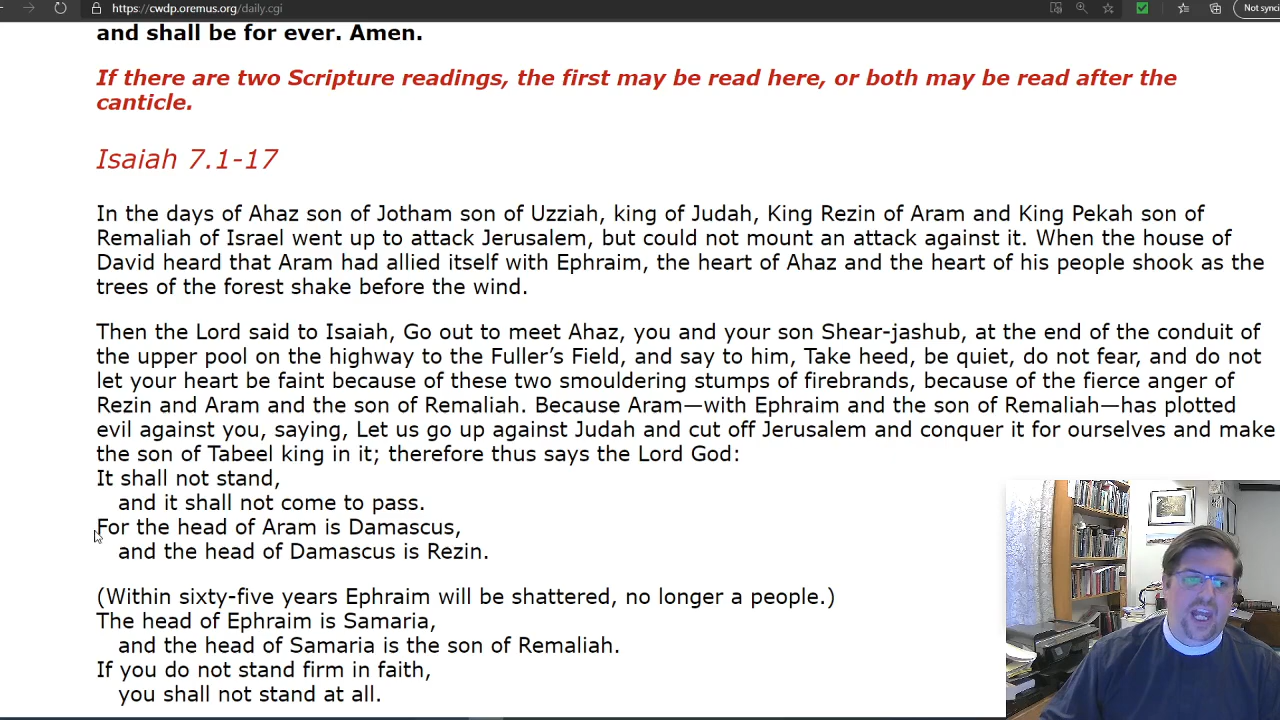 https://cwdp.oremus.org/daily.cgi
Not synci
and shall be for ever. Amen.
If there are two Scripture readings, the first may be read here, or both may be read after the
canticle.
Isaiah 7.1-17
In the days of Ahaz son of Jotham son of Uzziah, king of Judah, King Rezin of Aram and King Pekah son of
Remaliah of Israel went up to attack Jerusalem, but could not mount an attack against it. When the house of
David heard that Aram had allied itself with Ephraim, the heart of Ahaz and the heart of his people shook as the
trees of the forest shake before the wind.
Then the Lord said to Isaiah, Go out to meet Ahaz, you and your son Shear-jashub, at the end of the conduit of
the upper pool on the highway to the Fuller’s Field, and say to him, Take heed, be quiet, do not fear, and do not
let your heart be faint because of these two smouldering stumps of firebrands, because of the fierce anger of
Rezin and Aram and the son of Remaliah. Because Aram—with Ephraim and the son of Remaliah—has plotted
evil against you, saying, Let us go up against Judah and cut off Jerusalem and conquer it for ourselves and make
the son of Tabeel king in it; therefore thus says the Lord God:
It shall not stand,
and it shall not come to pass.
For the head of Aram is Damascus,
and the head of Damascus is Rezin.
(Within sixty-five years Ephraim will be shattered, no longer a people.)
The head of Ephraim is Samaria,
and the head of Samaria is the son of Remaliah.
If you do not stand firm in faith,
you shall not stand at all.